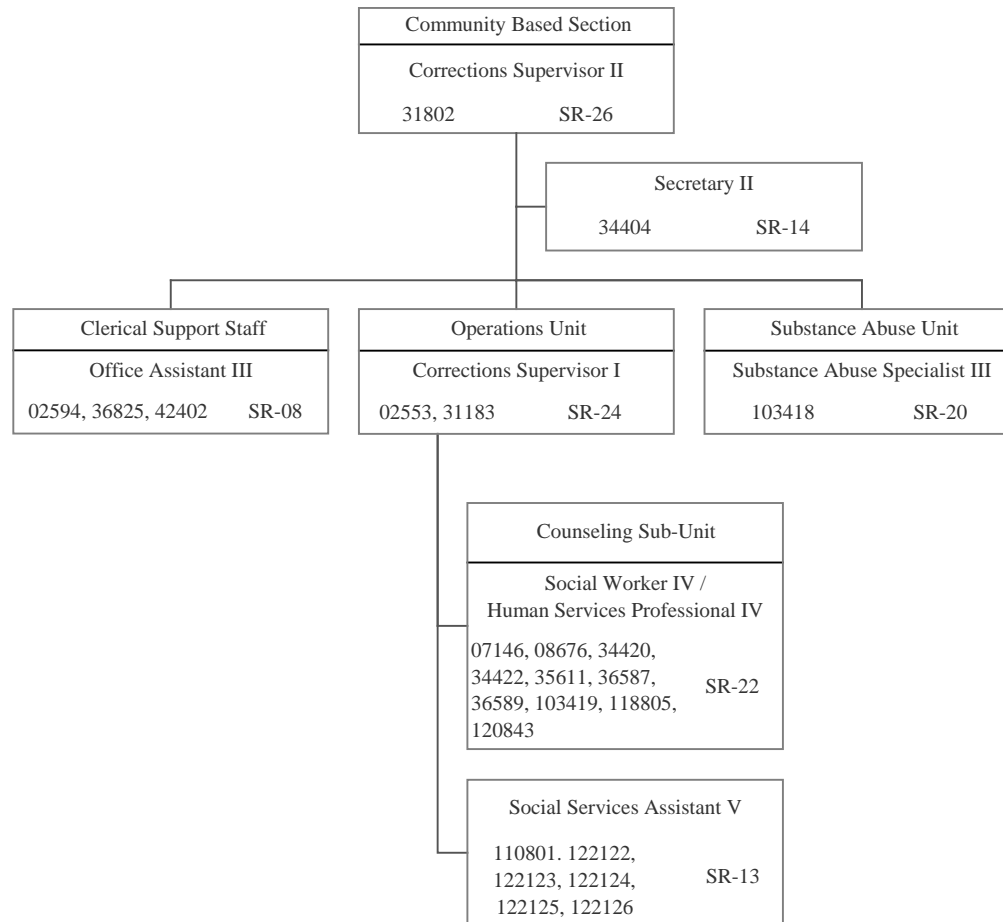 Community Based Section
Corrections Supervisor II
31802 SR-26
Secretary II
34404 SR-14
Clerical Support Staff
Office Assistant III
02594, 36825, 42402 SR-08
Operations Unit
Corrections Supervisor I
02553, 31183 SR-24
Substance Abuse Unit
Substance Abuse Specialist III
103418 SR-20
Counseling Sub-Unit
Social Worker IV /
Human Services Professional IV
07146, 08676, 34420,
34422, 35611, 36587,
36589, 103419, 118805,
120843
SR-22
Social Services Assistant V
110801. 122122,
122123, 122124,
122125, 122126
SR-13